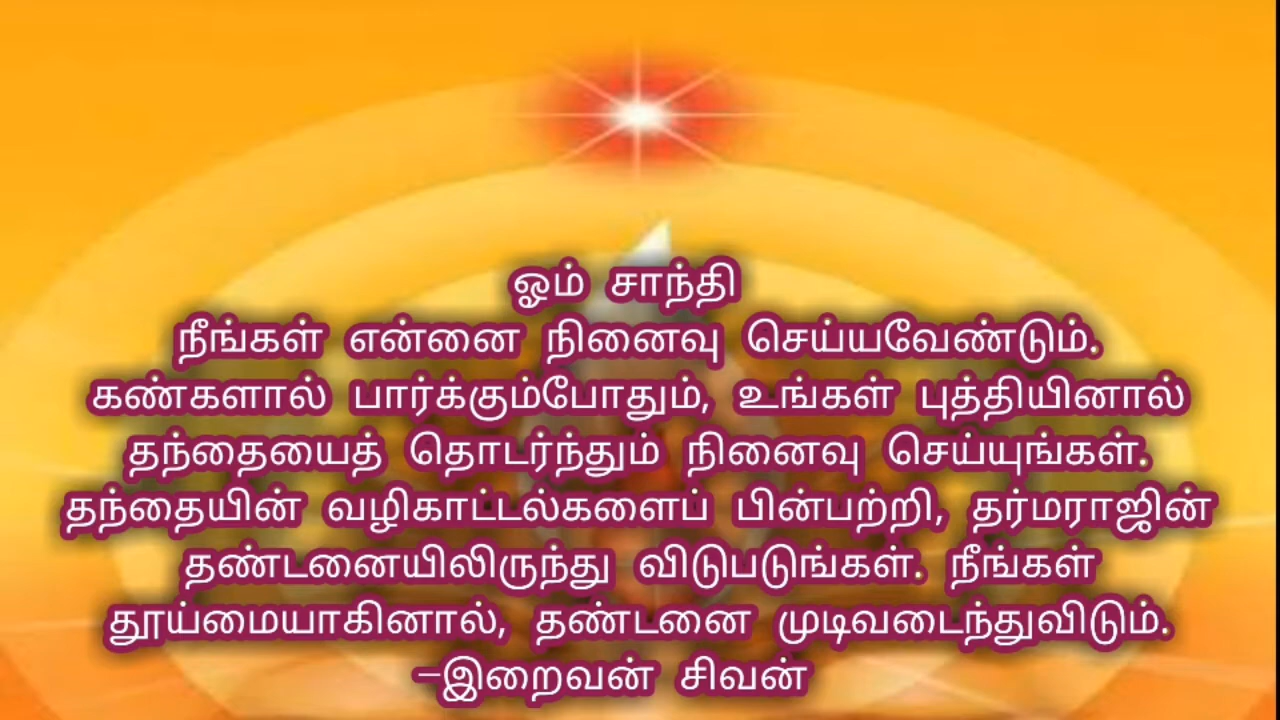 ஓம் சாந்தி
நீங்கள் என்னை நினைவு செய்யவேண்டும்.
கண்களால் பார்க்கும்போதும், உங்கள் புத்தியினால்
தந்தையைத் தொடர்ந்தும் நினைவு செய்யுங்கள்.
தந்தையின் வழிகாட்டல்களைப் பின்பற்றி, தர்மராஜின்
தண்டனையிலிருந்து விடுபடுங்கள். நீங்கள்
தூய்மையாகினால், தண்டனை முடிவடைந்துவிடும்.
–இறைவன் சிவன்